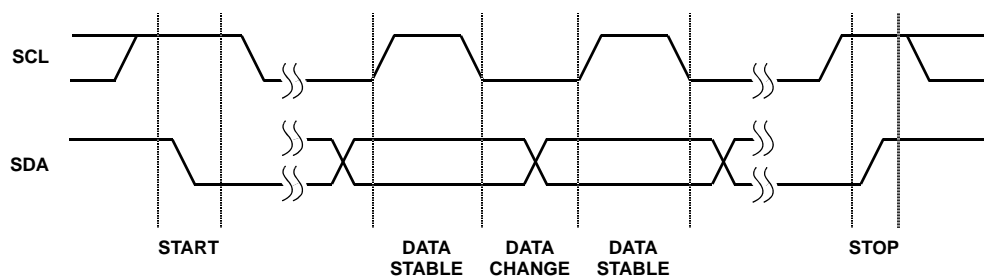 SCL
SDA
START
DATA
STABLE
DATA
CHANGE
DATA
STABLE
STOP